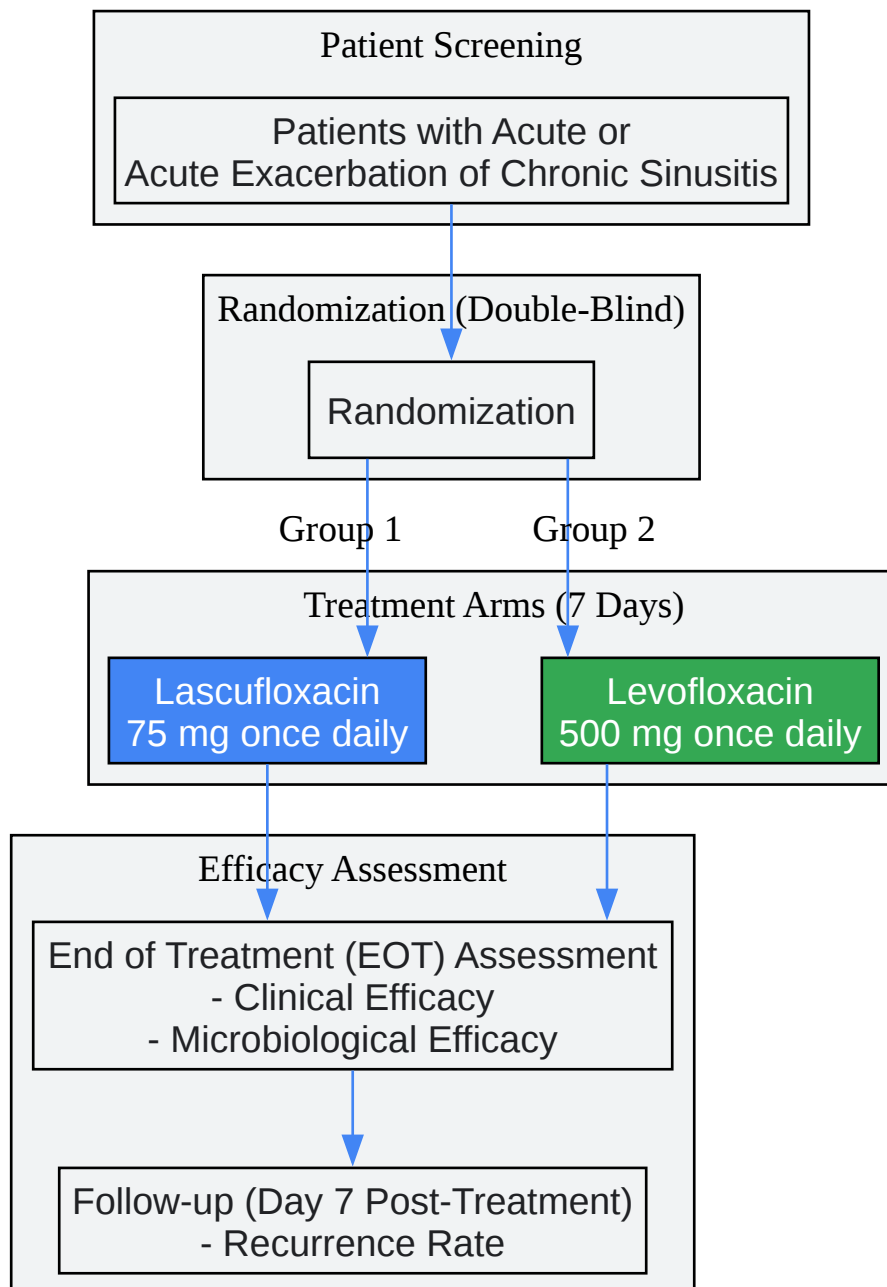 Patient Screening
Patients with Acute or
Acute Exacerbation of Chronic Sinusitis
Randomization (Double-Blind)
Randomization
Group 1
Group 2
Treatment Arms (7 Days)
Lascufloxacin
75 mg once daily
Levofloxacin
500 mg once daily
Efficacy Assessment
End of Treatment (EOT) Assessment
- Clinical Efficacy
- Microbiological Efficacy
Follow-up (Day 7 Post-Treatment)
- Recurrence Rate